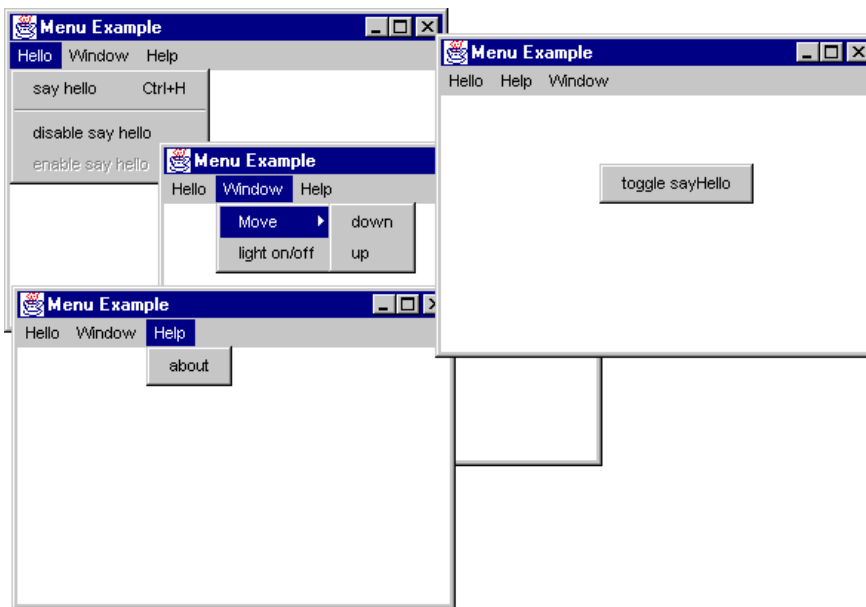 Menu Example
Hello Window Help
say hello Ctrl+H
disable say hello
enable say hello
Menu Example
Hello Window Help
Move down
light on/off up
Menu Example
Hello Window Help
about
Menu Example
Hello Help Window
toggle sayHello